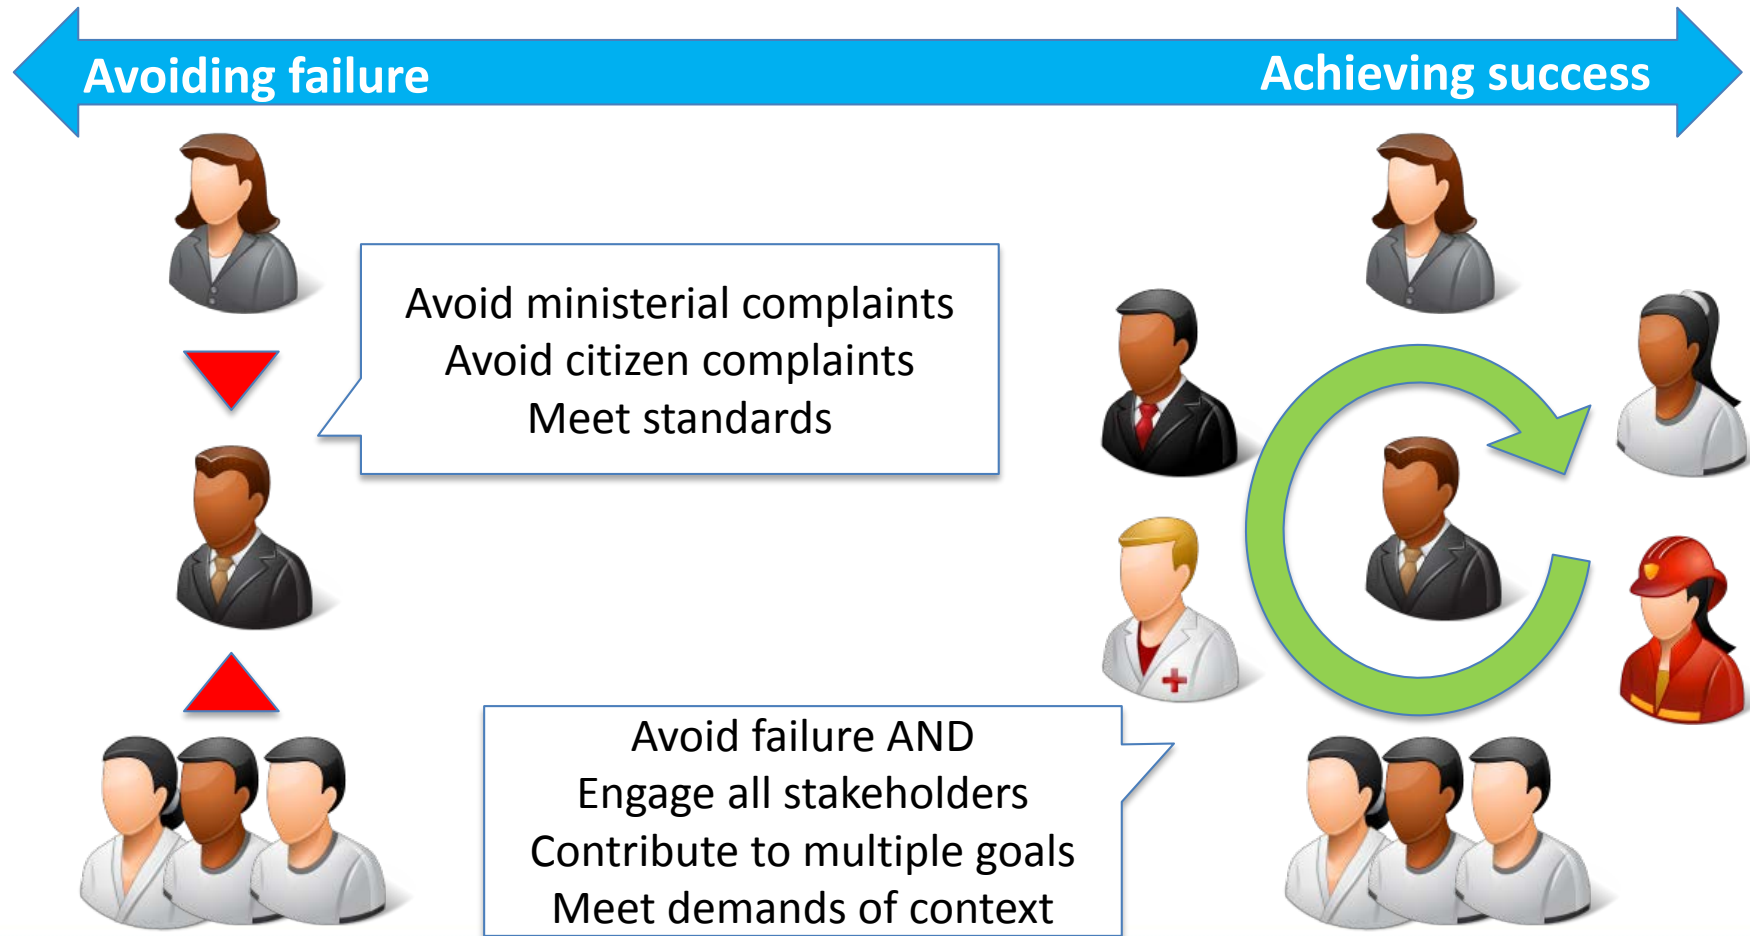 Avoiding failure
Achieving success
Avoid ministerial complaints
Avoid citizen complaints
Meet standards
Avoid failure AND
Engage all stakeholders
Contribute to multiple goals
Meet demands of context